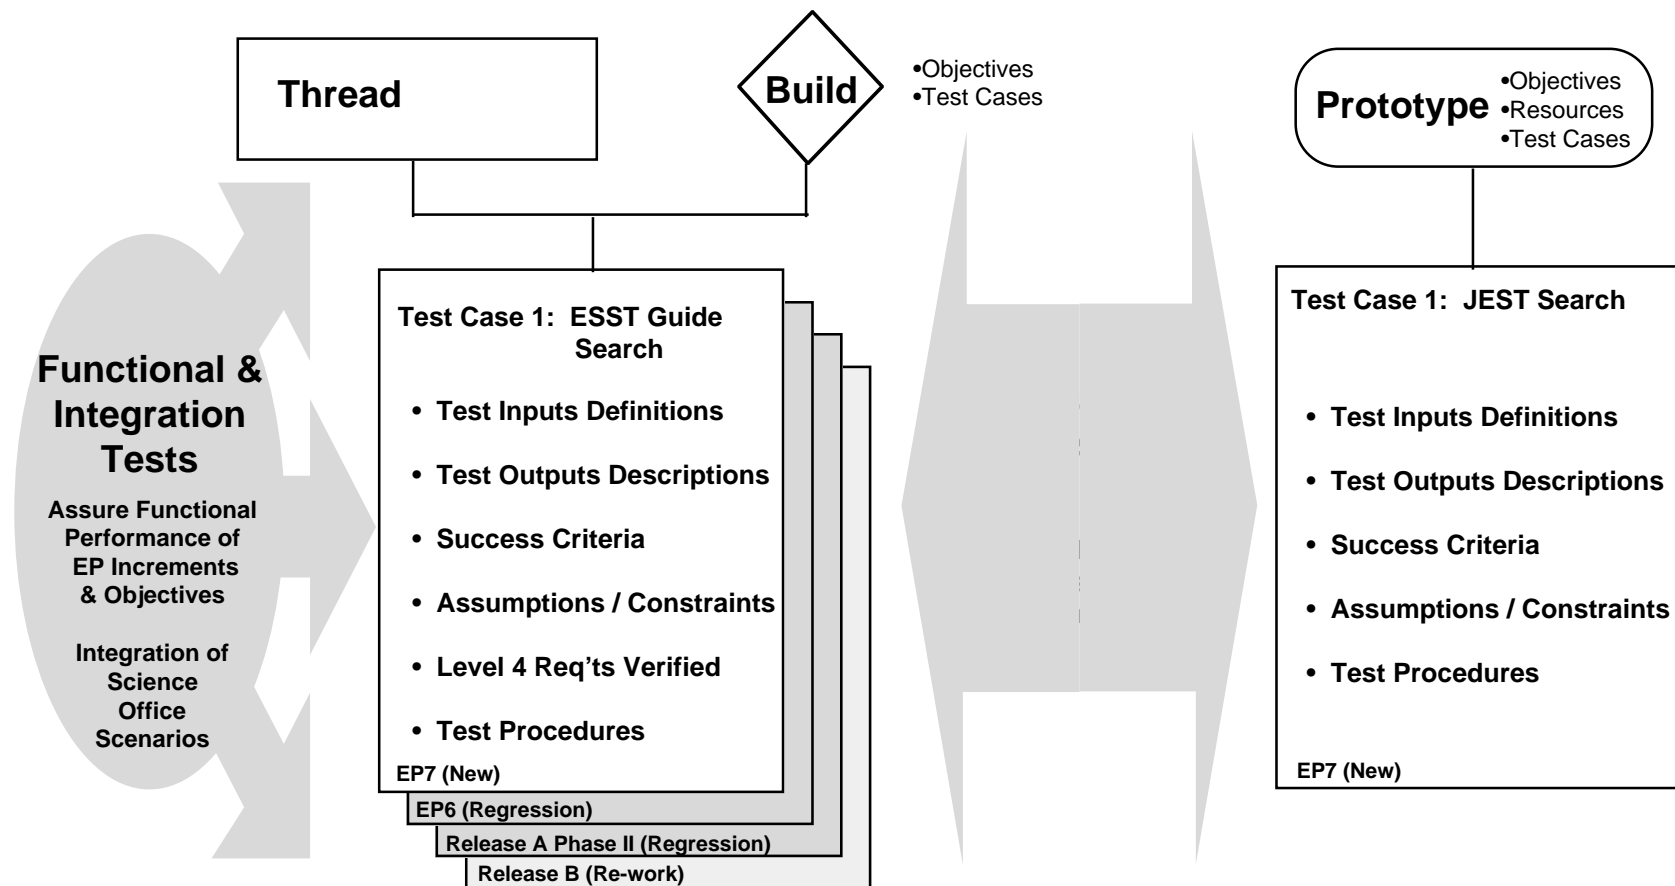 Thread
Build
•Objectives
•Test Cases
Prototype
•Objectives
•Resources
•Test Cases
Functional &
Integration
Tests
Assure Functional
Performance of
EP Increments
& Objectives
Integration of
Science
Office
Scenarios
Test Case 1: ESST Guide
Search
• Test Inputs Definitions
• Test Outputs Descriptions
• Success Criteria
• Assumptions / Constraints
• Level 4 Req'ts Verified
• Test Procedures
EP7 (New)
EP6 (Regression)
Release A Phase II (Regression)
Release B (Re-work)
Test Case 1: JEST Search
• Test Inputs Definitions
• Test Outputs Descriptions
• Success Criteria
• Assumptions / Constraints
• Test Procedures
EP7 (New)